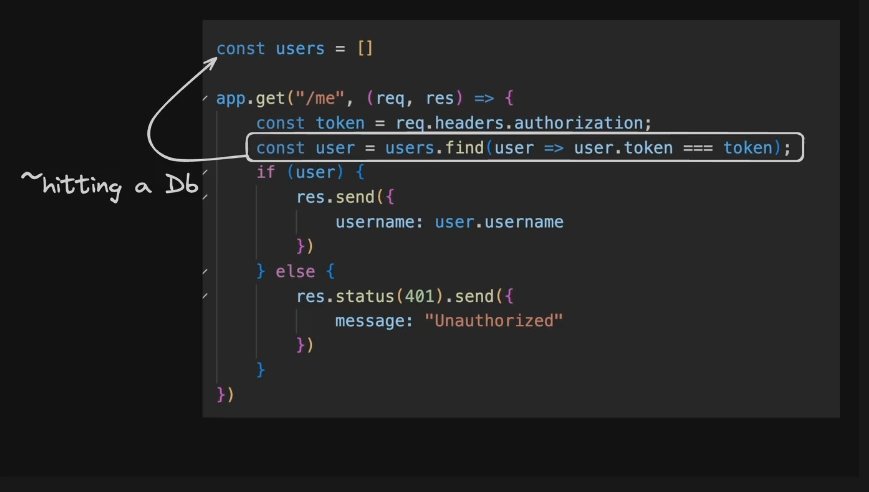 const users = []
app.get("/me", (req, res) => {
const token = req.headers.authorization;
const user = users.find(user => user.token === token);
~hitting a Db
if (user) {
res.send({
username: user.username
})
} else {
res.status(401).send({
message: "Unauthorized"
})
}
})